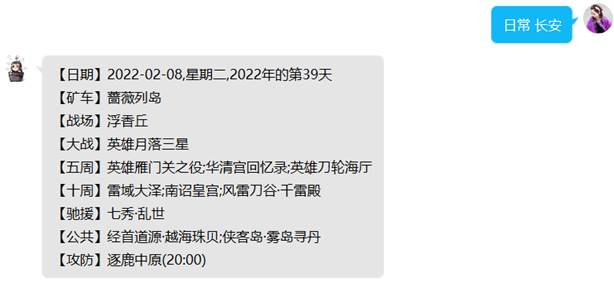 日常 长安
【日期】2022-02-08,星期二,2022年的第39天
【矿车】蔷薇列岛
【战场】浮香丘
【大战】英雄月落三星
【五周】英雄雁门关之役;华清宫回忆录;英雄刀轮海厅
【十周】雷域大泽;南诏皇宫;风雷刀谷·千雷殿
【驰援】七秀·乱世
【公共】经首道源·越海珠贝;侠客岛·雾岛寻丹
【攻防】逐鹿中原(20:00)